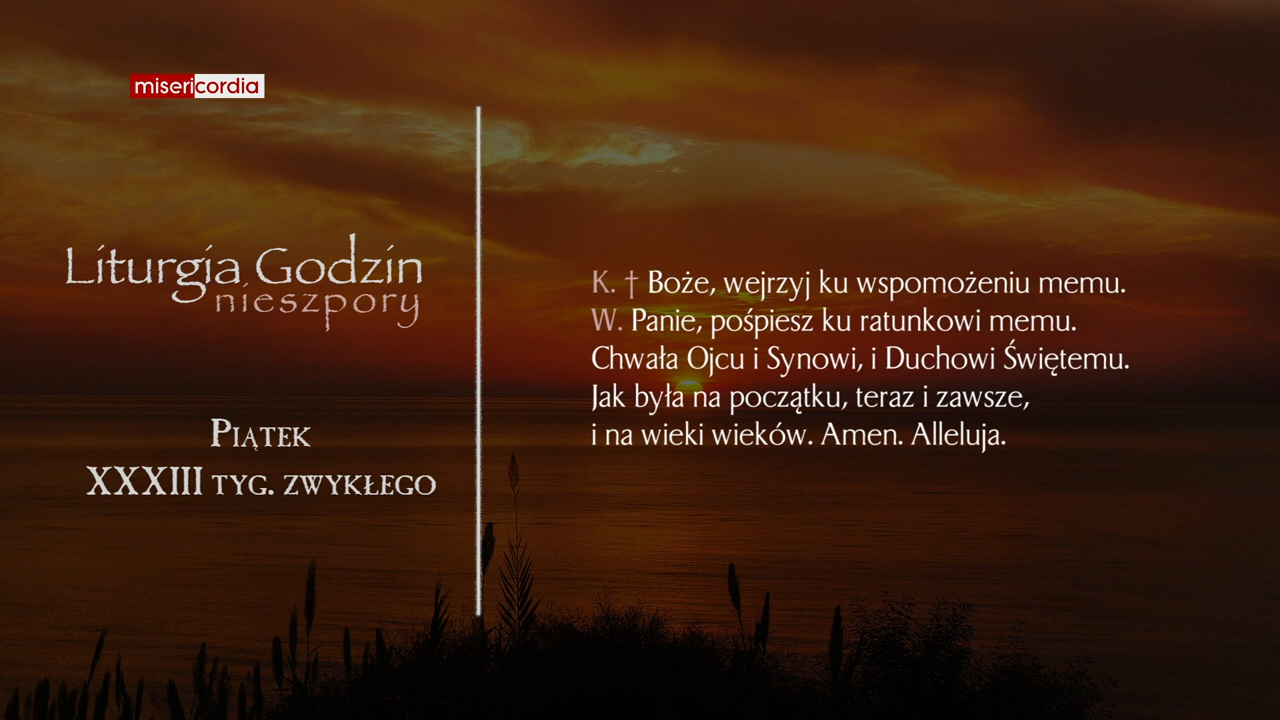 misericordia
Liturgia Godzin
nieszpory
Piątek
XXXIII tyg. zwykłego
K. † Boże, wejrzyj ku wspomożeniu memu.
W. Panie, pośpiesz ku ratunkowi memu.
Chwała Ojcu i Synowi, i Duchowi Świętemu.
Jak była na początku, teraz i zawsze,
i na wieki wieków. Amen. Alleluja.